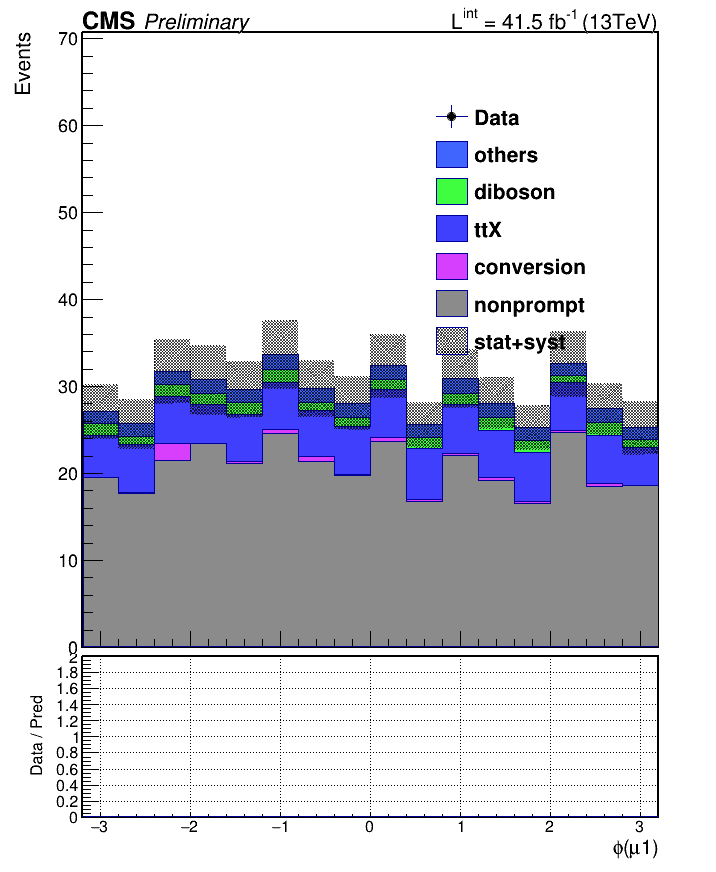 CMS Preliminary L^int = 41.5 fb^-1 (13TeV)
Events
70
60
50
40
30
20
10
0
Data
others
diboson
ttX
conversion
nonprompt
stat+syst
Data / Pred
2
1.8
1.6
1.4
1.2
1
0.8
0.6
0.4
0.2
0
−3 −2 −1 0 1 2 3
ϕ(μ1)